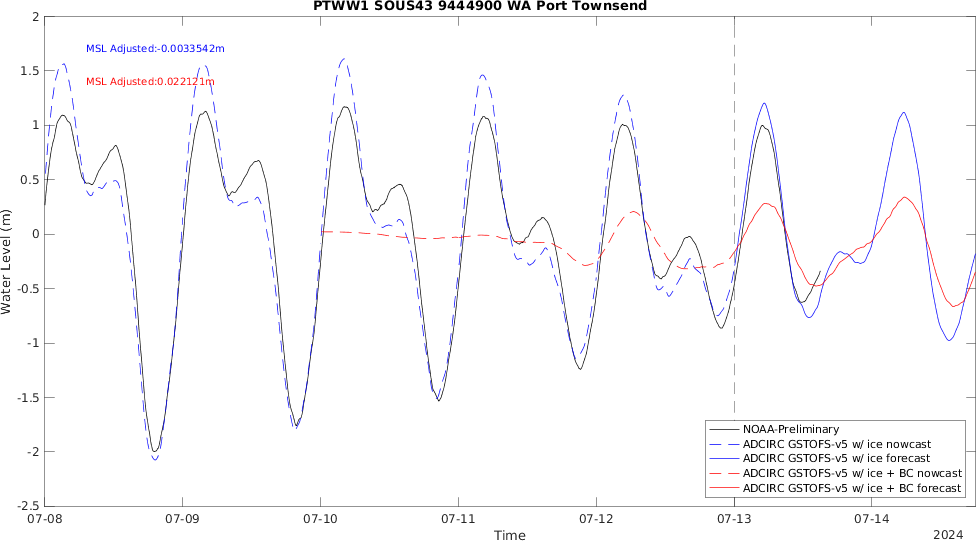 PTWW1 SOUS43 9444900 WA Port Townsend
MSL Adjusted:-0.0033542m
MSL Adjusted:0.022121m
Water Level (m)
2
1.5
1
0.5
0
-0.5
-1
-1.5
-2
-2.5
NOAA-Preliminary
ADCIRC GSTOFS-v5 w/ ice nowcast
ADCIRC GSTOFS-v5 w/ ice forecast
ADCIRC GSTOFS-v5 w/ ice + BC nowcast
ADCIRC GSTOFS-v5 w/ ice + BC forecast
07-08 07-09 07-10 07-11 07-12 07-13 07-14
Time
2024